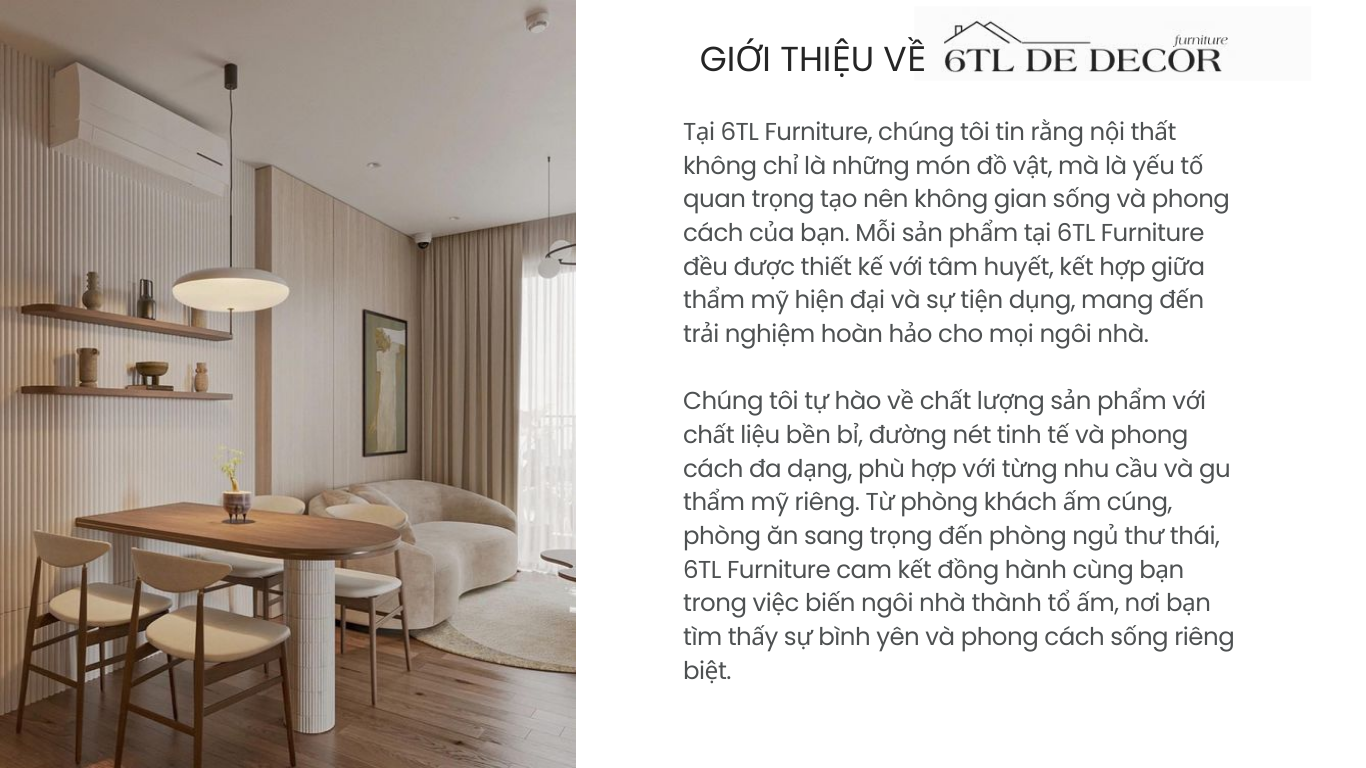 GIỚI THIỆU VỀ 6TL DE DECOR furniture
Tại 6TL Furniture, chúng tôi tin rằng nội thất
không chỉ là những món đồ vật, mà là yếu tố
quan trọng tạo nên không gian sống và phong
cách của bạn. Mỗi sản phẩm tại 6TL Furniture
đều được thiết kế với tâm huyết, kết hợp giữa
thẩm mỹ hiện đại và sự tiện dụng, mang đến
trải nghiệm hoàn hảo cho mọi ngôi nhà.
Chúng tôi tự hào về chất lượng sản phẩm với
chất liệu bền bỉ, đường nét tinh tế và phong
cách đa dạng, phù hợp với từng nhu cầu và gu
thẩm mỹ riêng. Từ phòng khách ấm cúng,
phòng ăn sang trọng đến phòng ngủ thư thái,
6TL Furniture cam kết đồng hành cùng bạn
trong việc biến ngôi nhà thành tổ ấm, nơi bạn
tìm thấy sự bình yên và phong cách sống riêng
biệt.